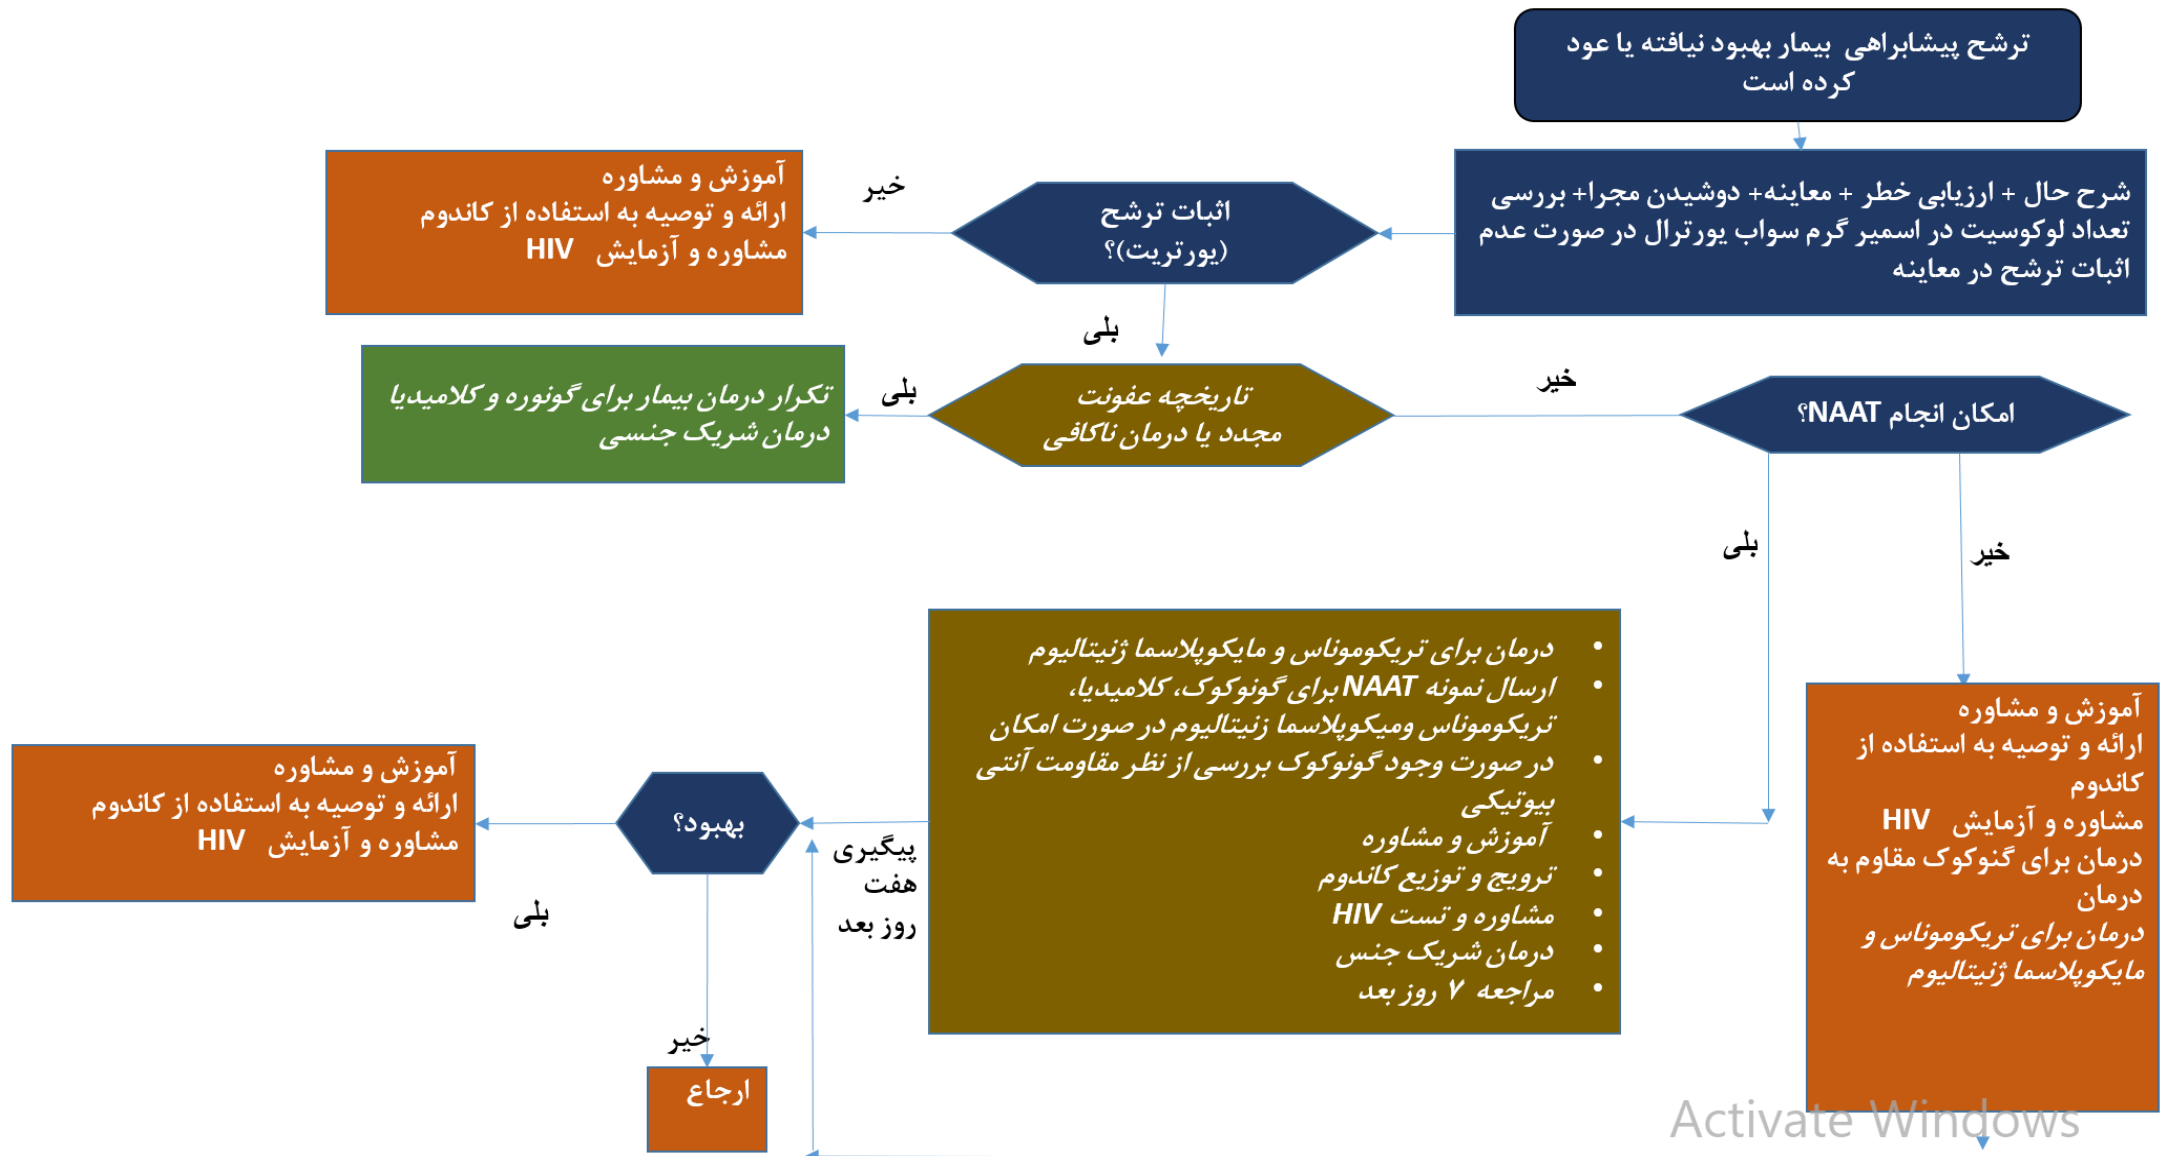 ترشح پیشابراهی بیمار بهبود نیافته یا عود
کرده است
شرح حال + ارزیابی خطر + معاینه+ دوشیدن مجرا+ بررسی
تعداد لوکوسیت در اسمیر گرم سواب یورترال در صورت عدم
اثبات ترشح در معاینه
اثبات ترشح
(یورتریت)؟
خیر
آموزش و مشاوره
ارائه و توصیه به استفاده از کاندوم
مشاوره و آزمایش HIV
بلی
تاریخچه عفونت
مجدد یا درمان ناکافی
بلی
تکرار درمان بیمار برای گونوره و کلامیدیا
درمان شریک جنسی
خیر
امکان انجام NAAT؟
بلی
خیر
آموزش و مشاوره
ارائه و توصیه به استفاده از
کاندوم
مشاوره و آزمایش HIV
درمان برای گنوکوک مقاوم به
درمان
درمان برای تریکوموناس و
مایکوپلاسما ژنیتالیوم
• درمان برای تریکوموناس و مایکوپلاسما ژنیتالیوم
• ارسال نمونه NAAT برای گونوکوک، کلامیدیا،
تریکوموناس ومیکوپلاسما زنیتالیوم در صورت امکان
• در صورت وجود گونوکوک بررسی از نظر مقاومت آنتی
بیوتیکی
• آموزش و مشاوره
• ترویج و توزیع کاندوم
• مشاوره و تست HIV
• درمان شریک جنس
• مراجعه ۷ روز بعد
پیگیری
هفت
روز بعد
بهبود؟
بلی
آموزش و مشاوره
ارائه و توصیه به استفاده از کاندوم
مشاوره و آزمایش HIV
خیر
ارجاع
Activate Windows